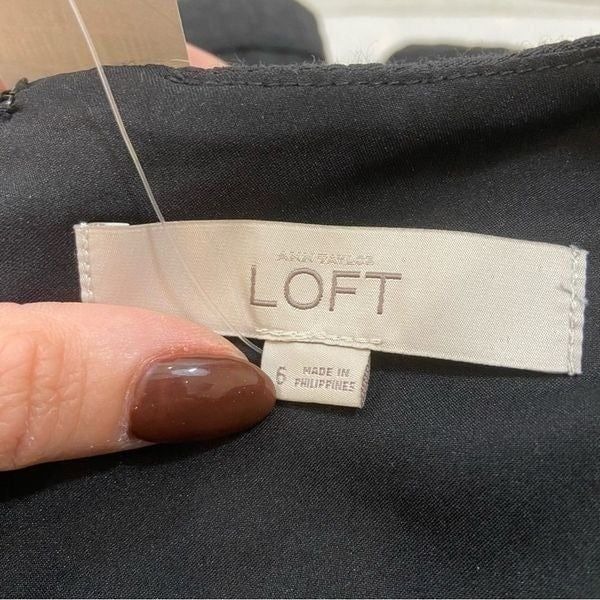 ANN TAYLOR
LOFT
6
MADE IN
PHILIPPINES